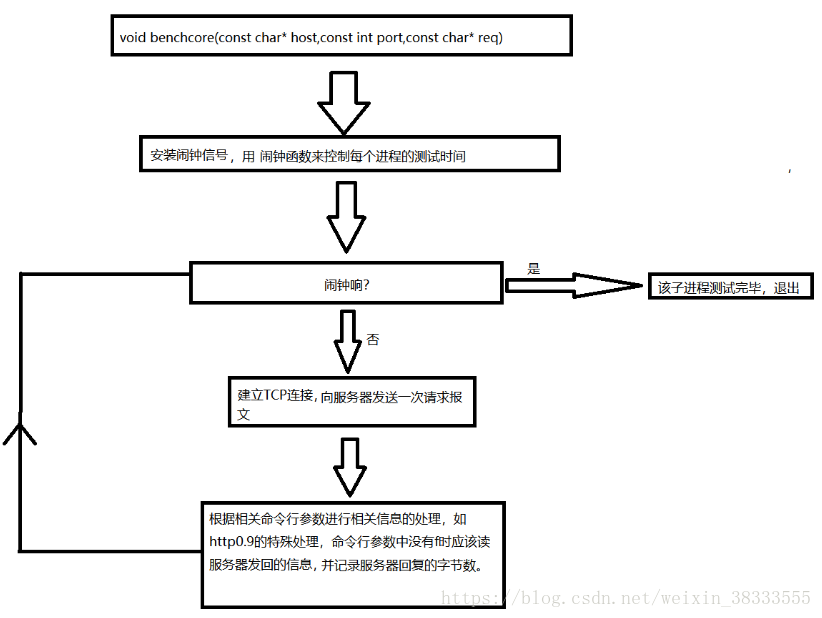 void benchcore(const char* host,const int port,const char* req)
安装闹钟信号，用 闹钟函数来控制每个进程的测试时间
闹钟响？
是
该子进程测试完毕，退出
否
建立TCP连接，向服务器发送一次请求报
文
根据相关命令行参数进行相关信息的处理，如
http0.9的特殊处理，命令行参数中没有f时应该读
服务器发回的信息，并记录服务器回复的字节数。
https://blog.csdn.net/weixin_38333555